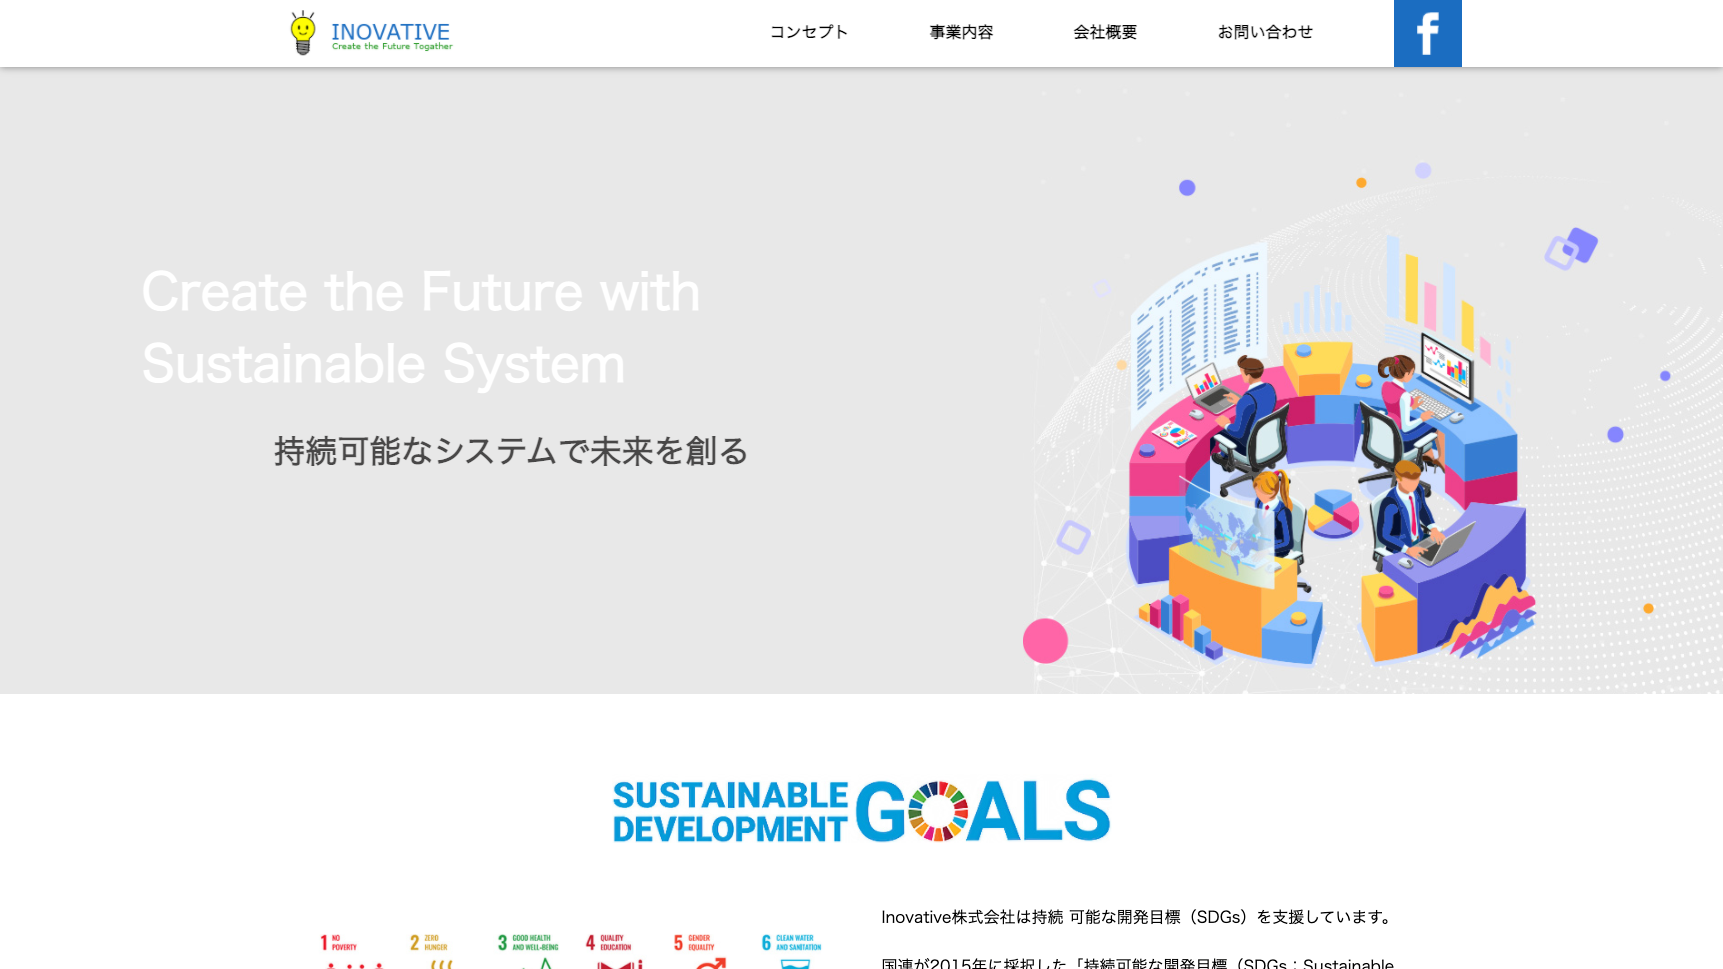 INOVATIVE
Create the Future Togather
コンセプト
事業内容
会社概要
お問い合わせ
f
Create the Future with
Sustainable System
持続可能なシステムで未来を創る
SUSTAINABLE
DEVELOPMENT
GOALS
Inovative株式会社は持続 可能な開発目標（SDGs）を支援しています。
1 NO
POVERTY
2 ZERO
HUNGER
3 GOOD HEALTH
AND WELL-BEING
4 QUALITY
EDUCATION
5 GENDER
EQUALITY
6 CLEAN WATER
AND SANITATION
国連が2015年に採択した「持続可能な開発目標（SDGs：Sustainable